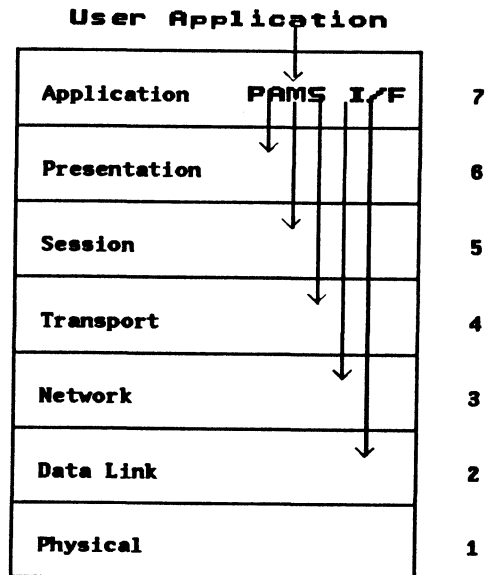 User Application
Application PAMS I/F 7
Presentation 6
Session 5
Transport 4
Network 3
Data Link 2
Physical 1